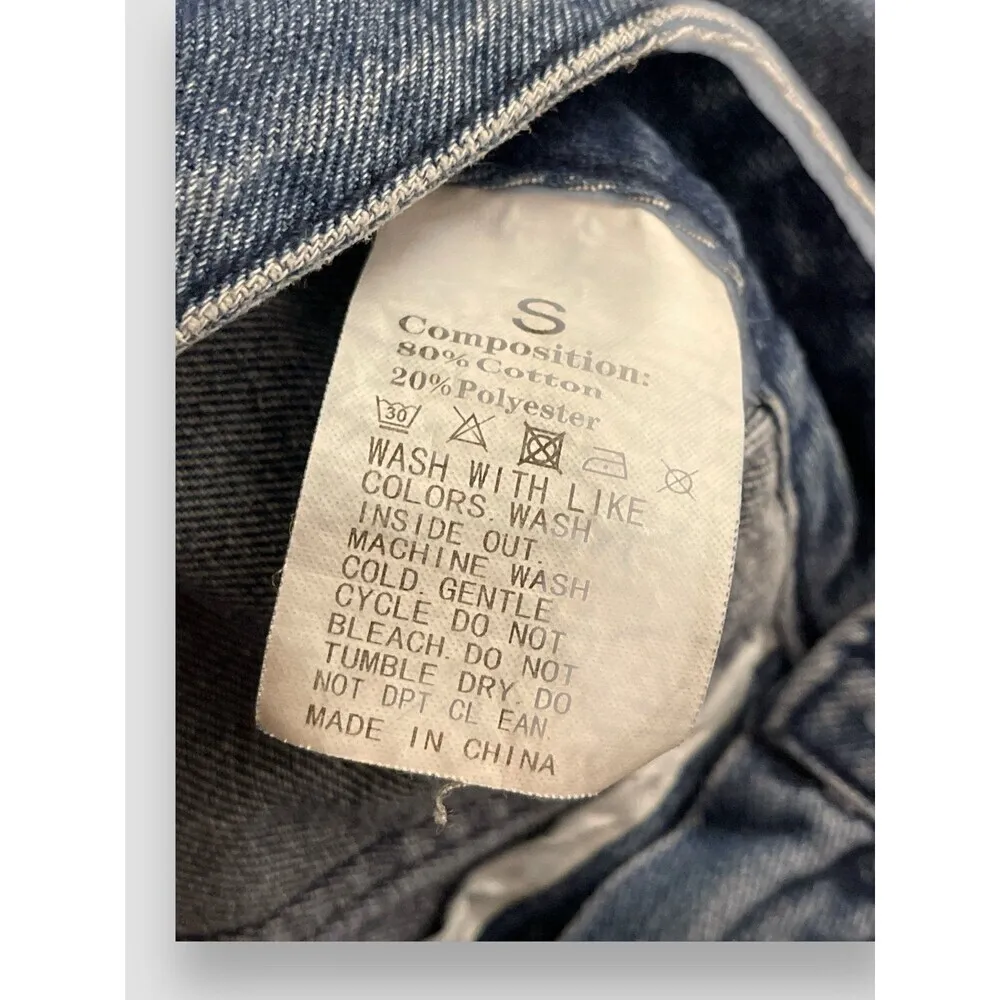 S
Composition:
80% Cotton
20% Polyester
30
WASH WITH LIKE
COLORS. WASH
INSIDE OUT.
MACHINE WASH
COLD. GENTLE
CYCLE DO NOT
BLEACH. DO NOT
TUMBLE DRY. DO
NOT DPT CL EAN.
MADE IN CHINA